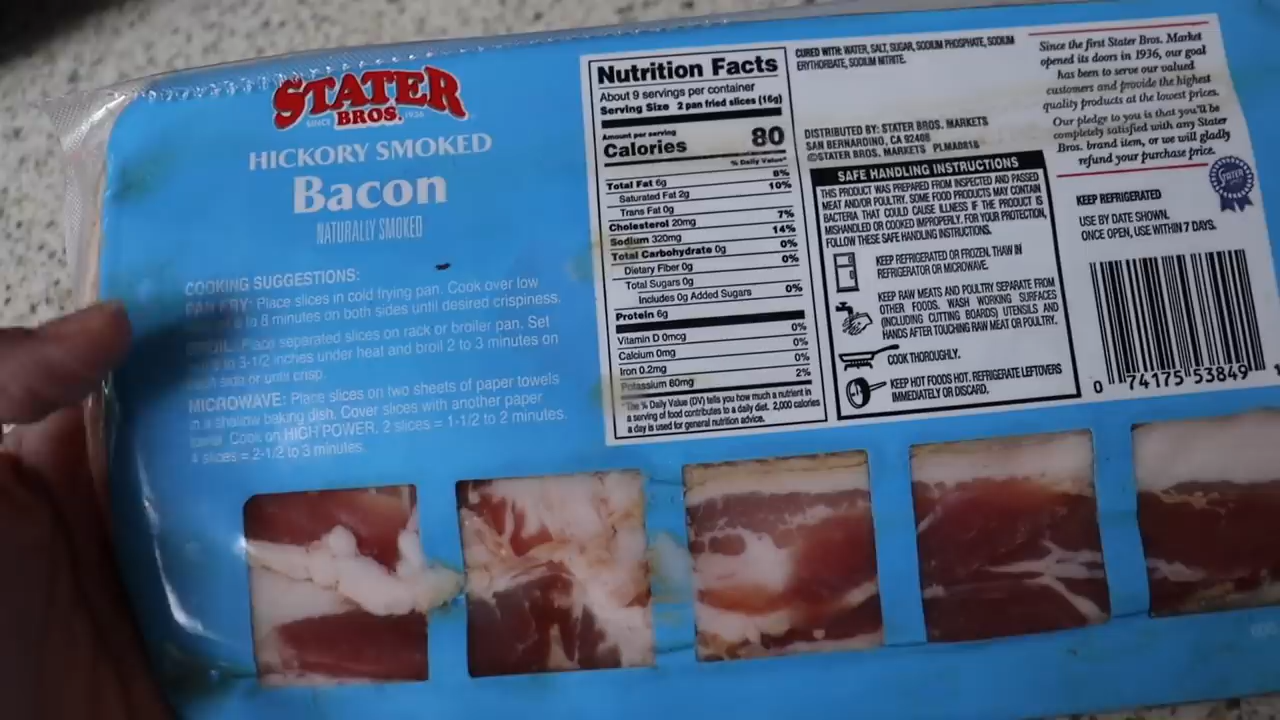 STATER
BROS.
SINCE 1936
HICKORY SMOKED
Bacon
NATURALLY SMOKED
COOKING SUGGESTIONS:
PAN FRY: Place slices in cold frying pan. Cook over low
6 to 8 minutes on both sides until desired crispiness.
Place separated slices on rack or broiler pan. Set
3-1/2 inches under heat and broil 2 to 3 minutes on
side or until crisp.
MICROWAVE: Place slices on two sheets of paper towels
in a shallow baking dish. Cover slices with another paper
towel. Cook on HIGH POWER, 2 slices = 1-1/2 to 2 minutes.
4 slices = 2-1/2 to 3 minutes.
Nutrition Facts
About 9 servings per container
Serving Size 2 pan fried slices (16g)
Amount per serving
Calories 80
% Daily Value*
Total Fat 6g 8%
Saturated Fat 2g 10%
Trans Fat 0g
Cholesterol 20mg 7%
Sodium 320mg 14%
Total Carbohydrate 0g 0%
Dietary Fiber 0g 0%
Total Sugars 0g
Includes 0g Added Sugars 0%
Protein 6g
Vitamin D 0mcg 0%
Calcium 0mg 0%
Iron 0.2mg 0%
Potassium 60mg 2%
*The % Daily Value (DV) tells you how much a nutrient in
a serving of food contributes to a daily diet. 2,000 calories
a day is used for general nutrition advice.
CURED WITH: WATER, SALT, SUGAR, SODIUM PHOSPHATE, SODIUM
ERYTHORBATE, SODIUM NITRITE.
DISTRIBUTED BY: STATER BROS. MARKETS
SAN BERNARDINO, CA 92408
©STATER BROS. MARKETS PLMA0818
SAFE HANDLING INSTRUCTIONS
THIS PRODUCT WAS PREPARED FROM INSPECTED AND PASSED
MEAT AND/OR POULTRY. SOME FOOD PRODUCTS MAY CONTAIN
BACTERIA THAT COULD CAUSE ILLNESS IF THE PRODUCT IS
MISHANDLED OR COOKED IMPROPERLY. FOR YOUR PROTECTION,
FOLLOW THESE SAFE HANDLING INSTRUCTIONS.
KEEP REFRIGERATED OR FROZEN. THAW IN
REFRIGERATOR OR MICROWAVE.
KEEP RAW MEATS AND POULTRY SEPARATE FROM
OTHER FOODS. WASH WORKING SURFACES
(INCLUDING CUTTING BOARDS) UTENSILS AND
HANDS AFTER TOUCHING RAW MEAT OR POULTRY.
COOK THOROUGHLY.
KEEP HOT FOODS HOT. REFRIGERATE LEFTOVERS
IMMEDIATELY OR DISCARD.
Since the first Stater Bros. Market
opened its doors in 1936, our goal
has been to serve our valued
customers and provide the highest
quality products at the lowest prices.
Our pledge to you is that you'll be
completely satisfied with any Stater
Bros. brand item, or we will gladly
refund your purchase price.
STATER
KEEP REFRIGERATED
USE BY DATE SHOWN.
ONCE OPEN, USE WITHIN 7 DAYS.
0 74175 53849 1